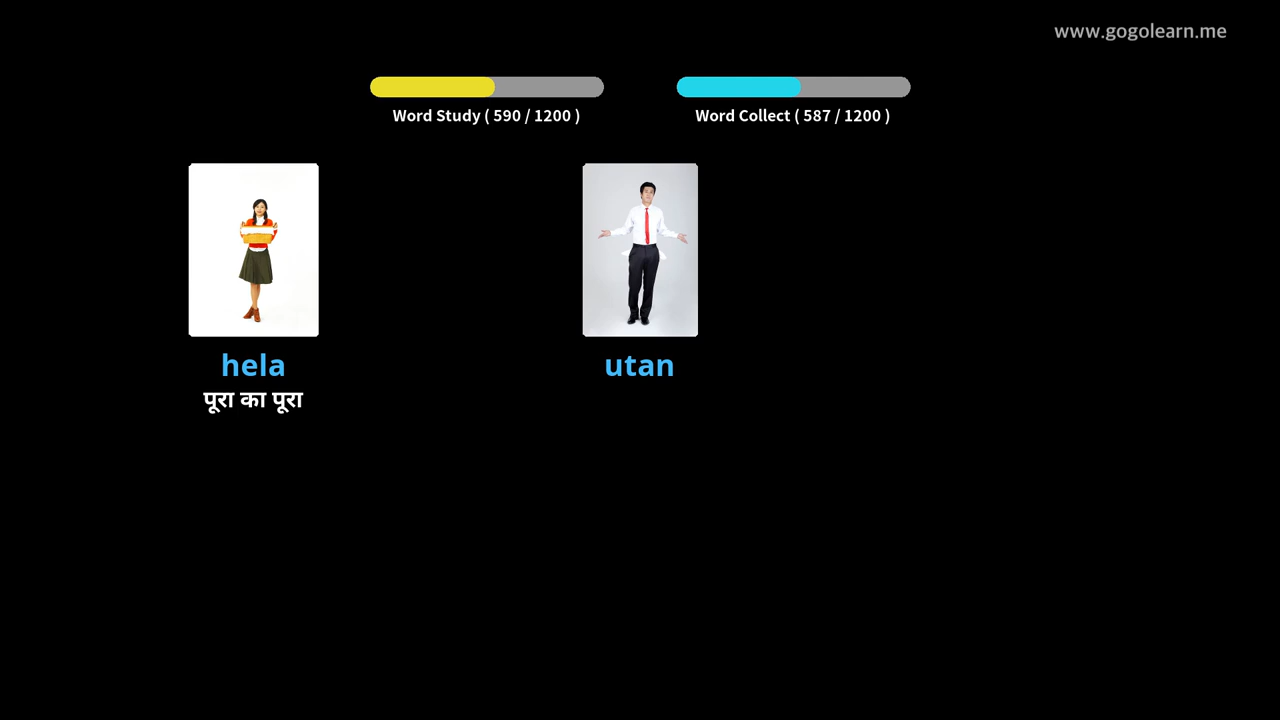 www.gogolearn.me
Word Study ( 590 / 1200 )
Word Collect ( 587 / 1200 )
hela
पूरा का पूरा
utan